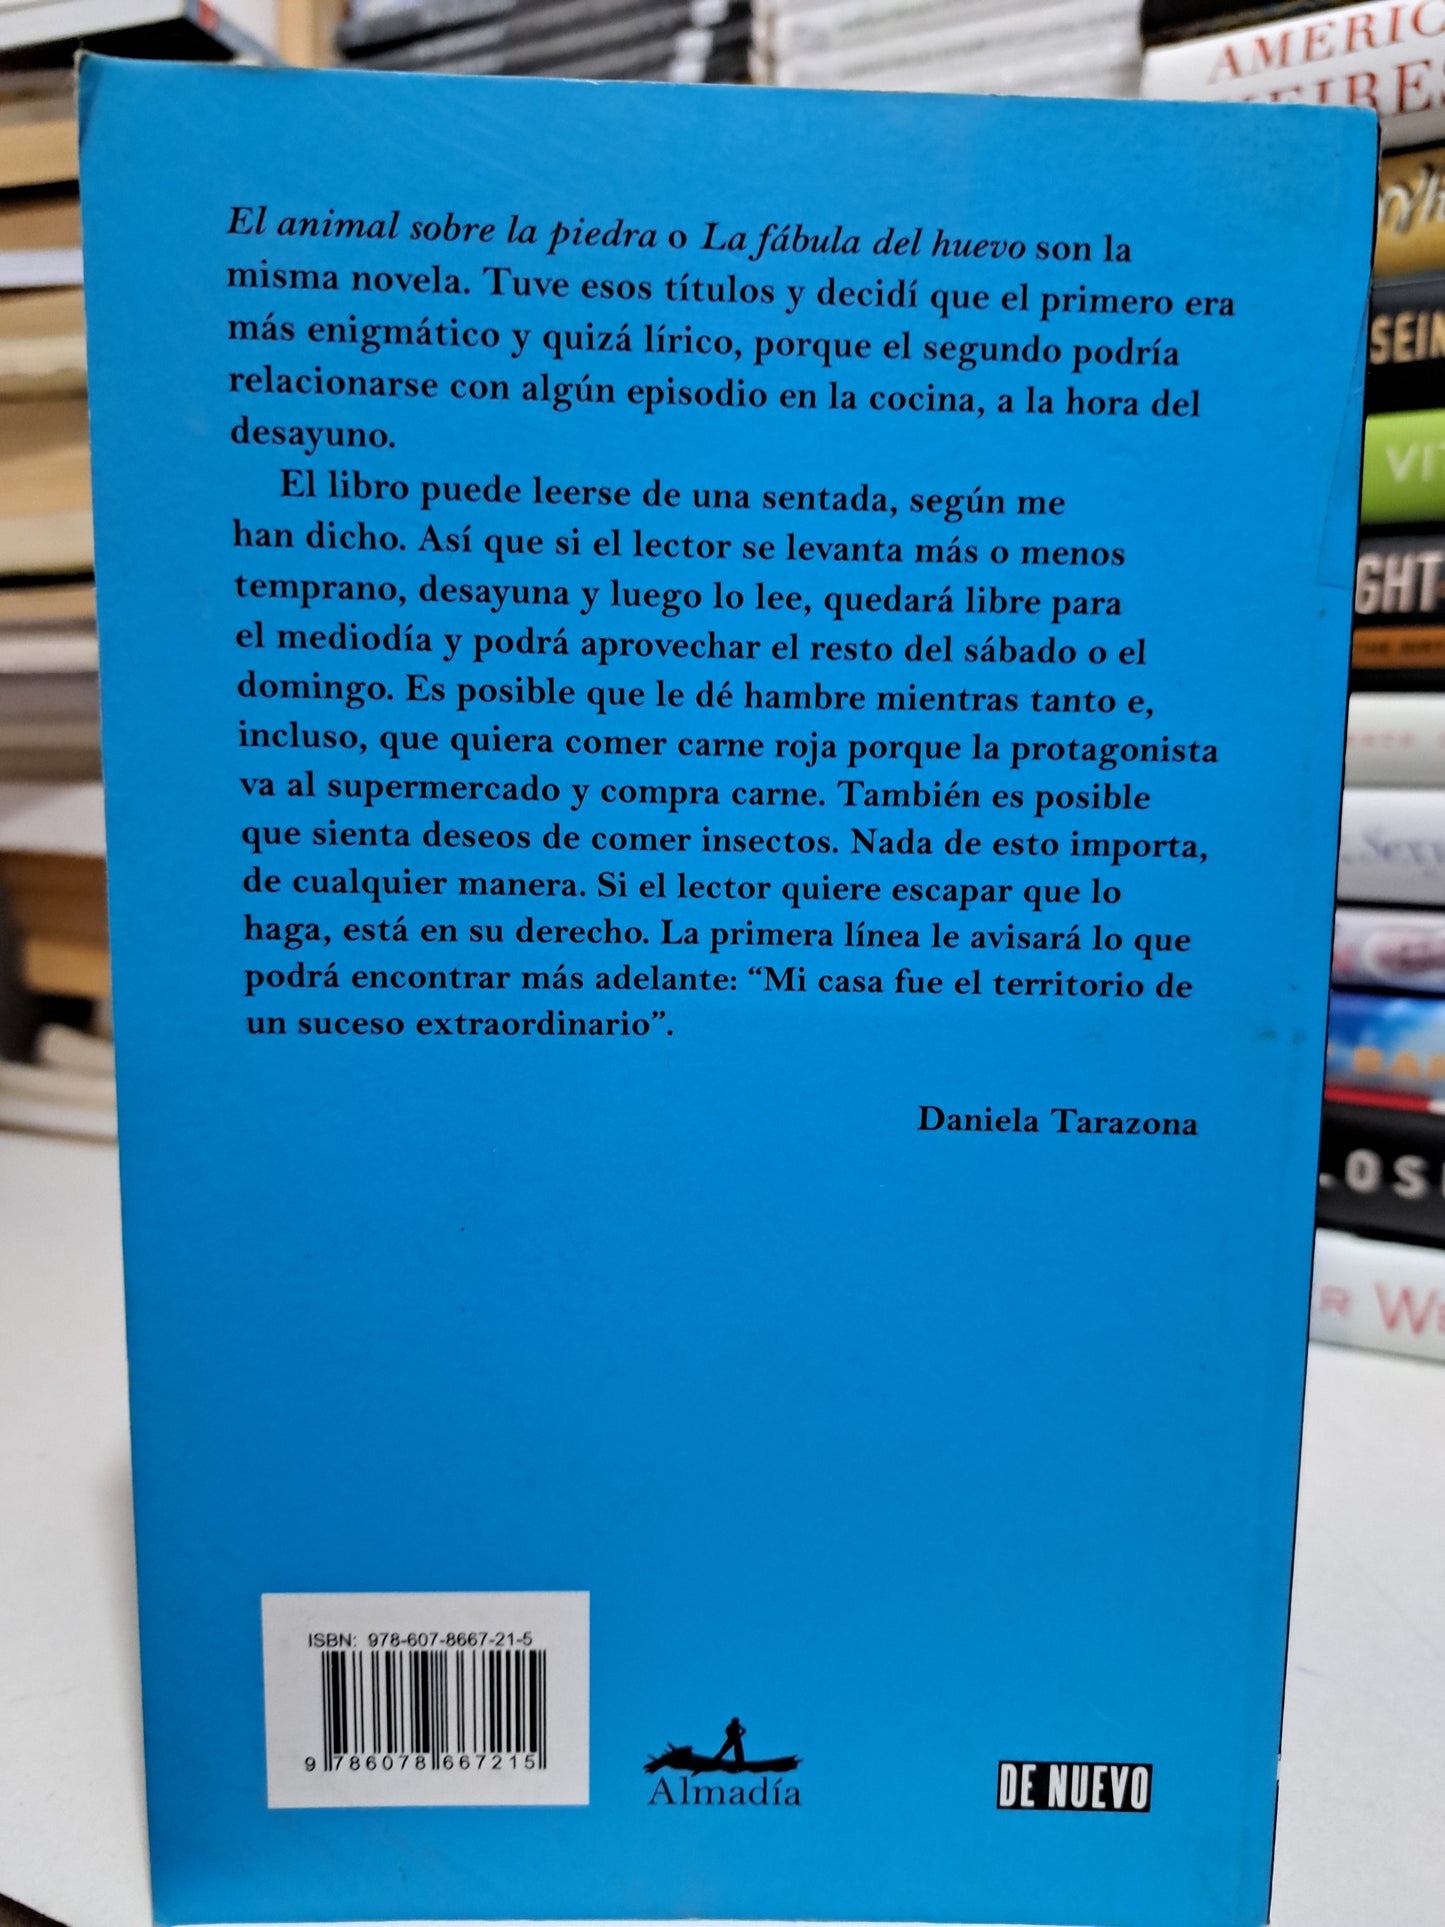 El animal sobre la piedra o La fábula del huevo son la
misma novela. Tuve esos títulos y decidí que el primero era
más enigmático y quizá lírico, porque el segundo podría
relacionarse con algún episodio en la cocina, a la hora del
desayuno.
El libro puede leerse de una sentada, según me
han dicho. Así que si el lector se levanta más o menos
temprano, desayuna y luego lo lee, quedará libre para
el mediodía y podrá aprovechar el resto del sábado o el
domingo. Es posible que le dé hambre mientras tanto e,
incluso, que quiera comer carne roja porque la protagonista
va al supermercado y compra carne. También es posible
que sienta deseos de comer insectos. Nada de esto importa,
de cualquier manera. Si el lector quiere escapar que lo
haga, está en su derecho. La primera línea le avisará lo que
podrá encontrar más adelante: “Mi casa fue el territorio de
un suceso extraordinario”.
Daniela Tarazona
ISBN: 978-607-8667-21-5
9 786078 667215
Almadía
DE NUEVO
AMERIC
EIRES
SEIN
VIT
GHT
LOS
R WE